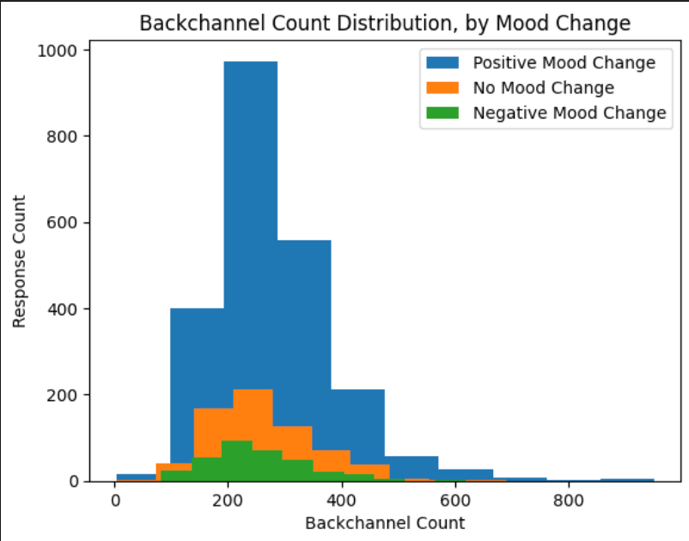 Backchannel Count Distribution, by Mood Change
Positive Mood Change
No Mood Change
Negative Mood Change
Response Count
1000
800
600
400
200
0
0 200 400 600 800
Backchannel Count